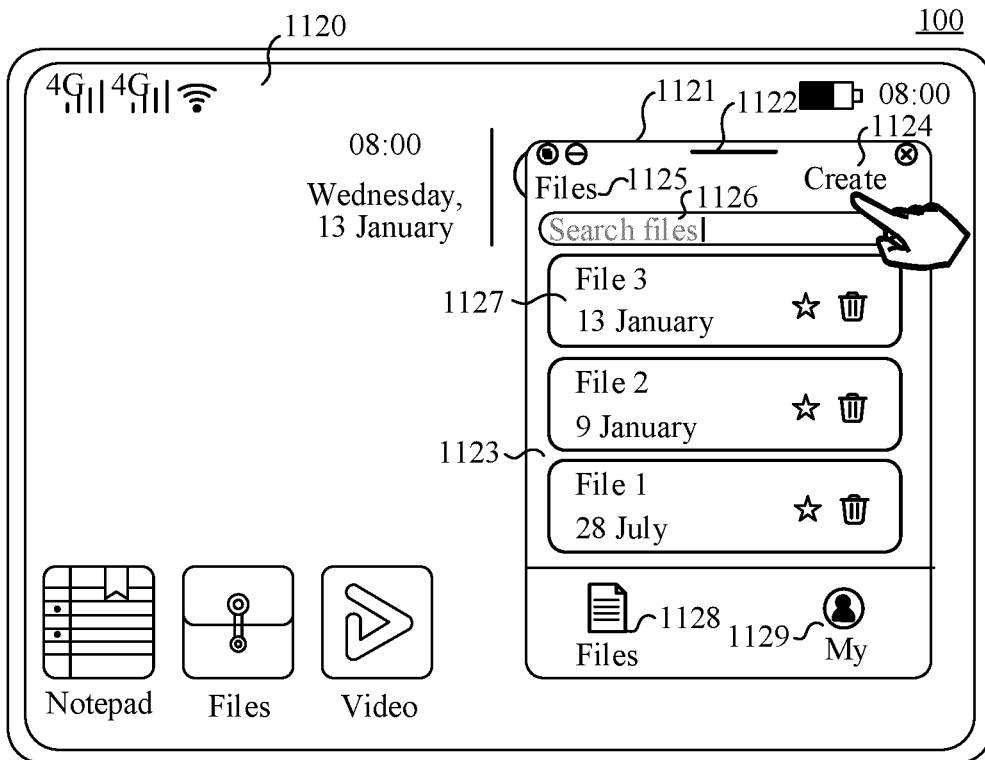 100
1120
4G 4G
08:00
1121
1122
1124
08:00
Wednesday,
13 January
Files
1125
Create
1126
Search files
1127
File 3
13 January
File 2
9 January
1123
File 1
28 July
Files
1128
1129
My
Notepad
Files
Video